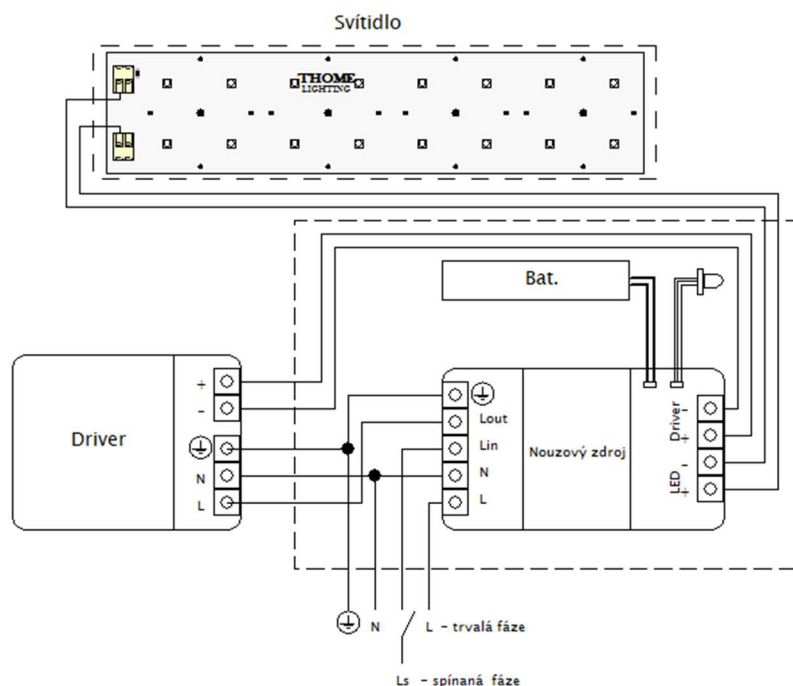 Svítidlo
THOME
LIGHTING
Bat.
Driver
+
-
N
L
Lout
Lin
N
L
Nouzový zdroj
Driver
-
+
LED
-
+
N
L - trvalá fáze
Ls - spínaná fáze